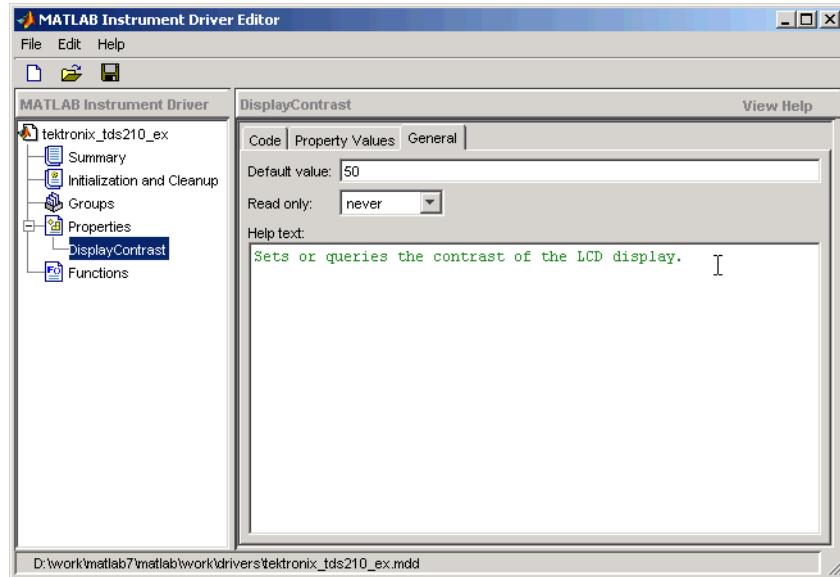 MATLAB Instrument Driver Editor
File Edit Help
MATLAB Instrument Driver
DisplayContrast View Help
tektronix_tds210_ex
Summary
Initialization and Cleanup
Groups
Properties
DisplayContrast
Functions
Code Property Values General
Default value: 50
Read only: never
Help text:
Sets or queries the contrast of the LCD display.
D:\work\matlab7\matlab\work\drivers\tektronix_tds210_ex.mdd